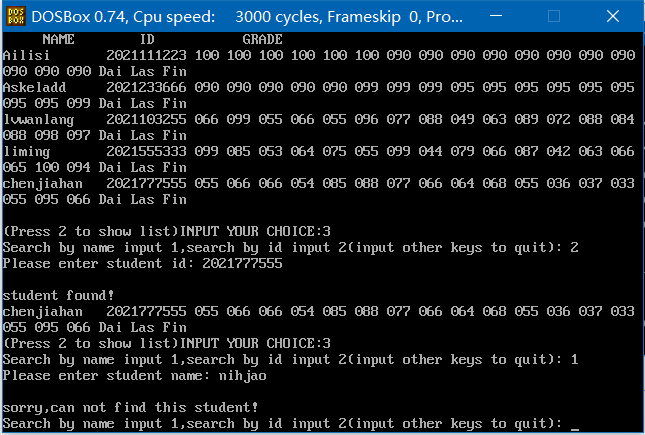 DOS BOX
DOSBox 0.74, Cpu speed: 3000 cycles, Frameskip 0, Pro...
NAME ID GRADE
Ailisi 2021111223 100 100 100 100 100 100 090 090 090 090 090 090 090 090
090 090 090 Dai Las Fin
Askeladd 2021233666 090 090 090 090 090 099 099 099 095 095 095 095 095 095
095 095 099 Dai Las Fin
lvwanlang 2021103255 066 099 055 066 055 096 077 088 049 063 089 072 088 084
088 098 097 Dai Las Fin
liming 2021555333 099 085 053 064 075 055 099 044 079 066 087 042 063 066
065 100 094 Dai Las Fin
chenjiahan 2021777555 055 066 066 054 085 088 077 066 064 068 055 036 037 033
055 095 066 Dai Las Fin
(Press 2 to show list)INPUT YOUR CHOICE:3
Search by name input 1,search by id input 2(input other keys to quit): 2
Please enter student id: 2021777555
student found!
chenjiahan 2021777555 055 066 066 054 085 088 077 066 064 068 055 036 037 033
055 095 066 Dai Las Fin
(Press 2 to show list)INPUT YOUR CHOICE:3
Search by name input 1,search by id input 2(input other keys to quit): 1
Please enter student name: nihjao
sorry,can not find this student!
Search by name input 1,search by id input 2(input other keys to quit): _